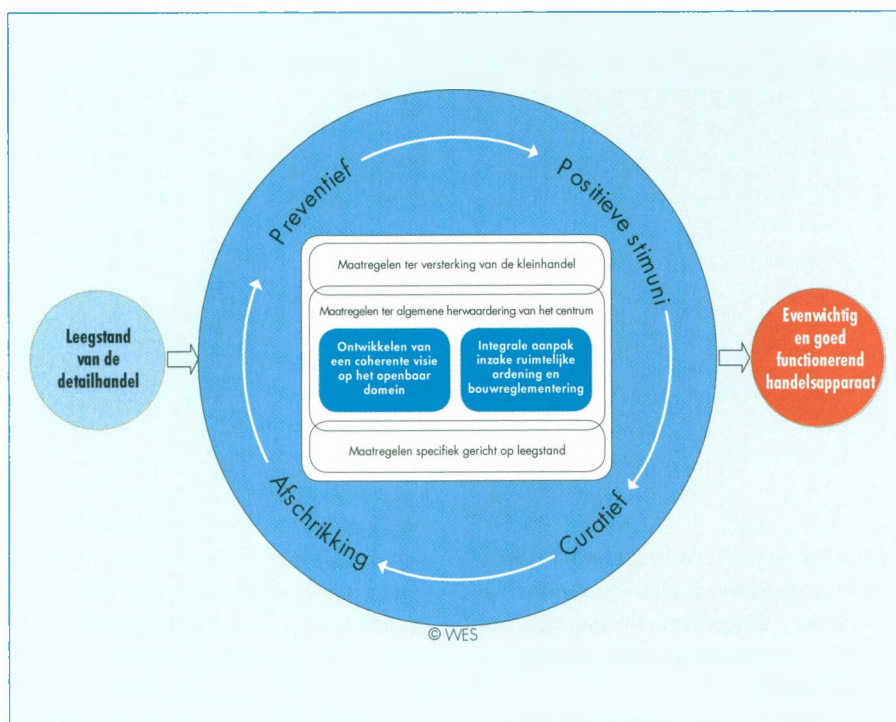 Preventief
Positieve stimuni
Maatregelen ter versterking van de kleinhandel
Maatregelen ter algemene herwaardering van het centrum
Leegstand
van de
detailhandel
Ontwikkelen van
een coherente visie
op het openbaar
domein
Integrale aanpak
inzake ruimtelijke
ordening en
bouwreglementering
Evenwichtig
en goed
functionerend
handelsapparaat
Maatregelen specifiek gericht op leegstand
Afschrikking
Curatief
© WES